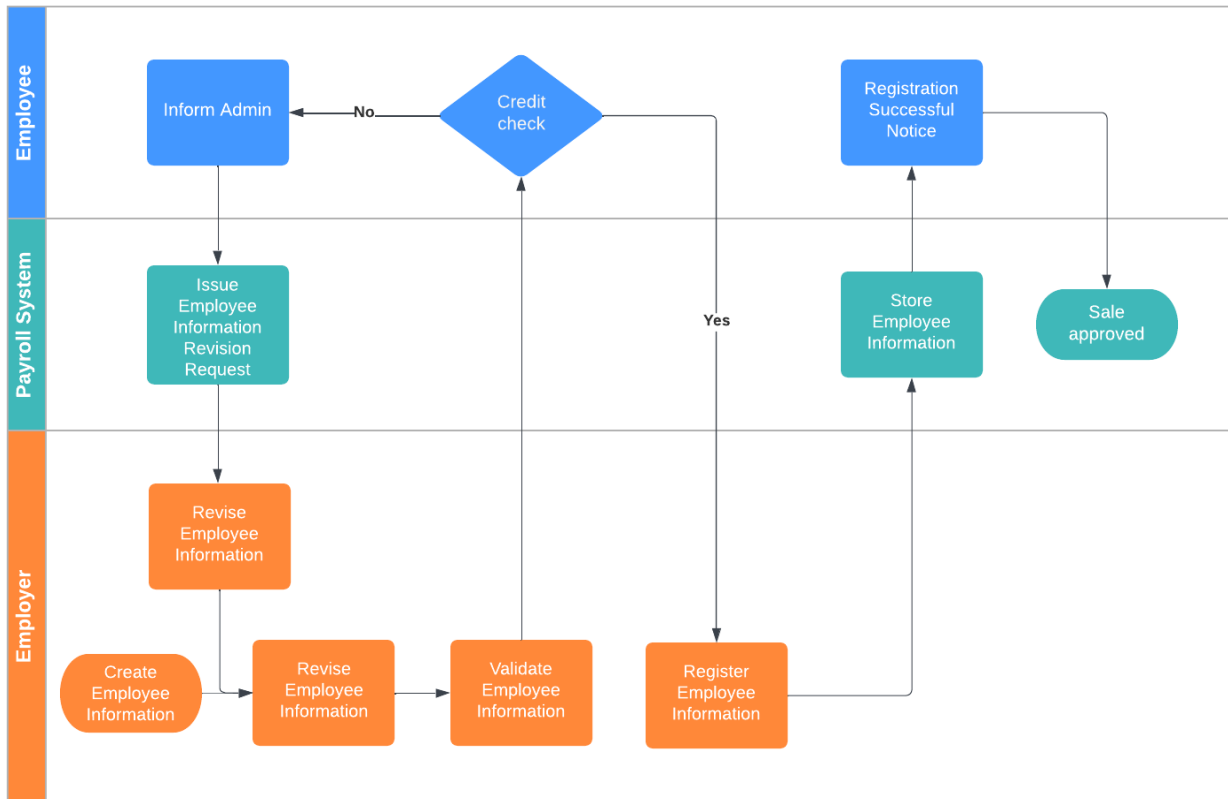 Employee
Inform Admin
No
Credit
check
Registration
Successful
Notice
Payroll System
Issue
Employee
Information
Revision
Request
Yes
Store
Employee
Information
Sale
approved
Employer
Revise
Employee
Information
Create
Employee
Information
Revise
Employee
Information
Validate
Employee
Information
Register
Employee
Information